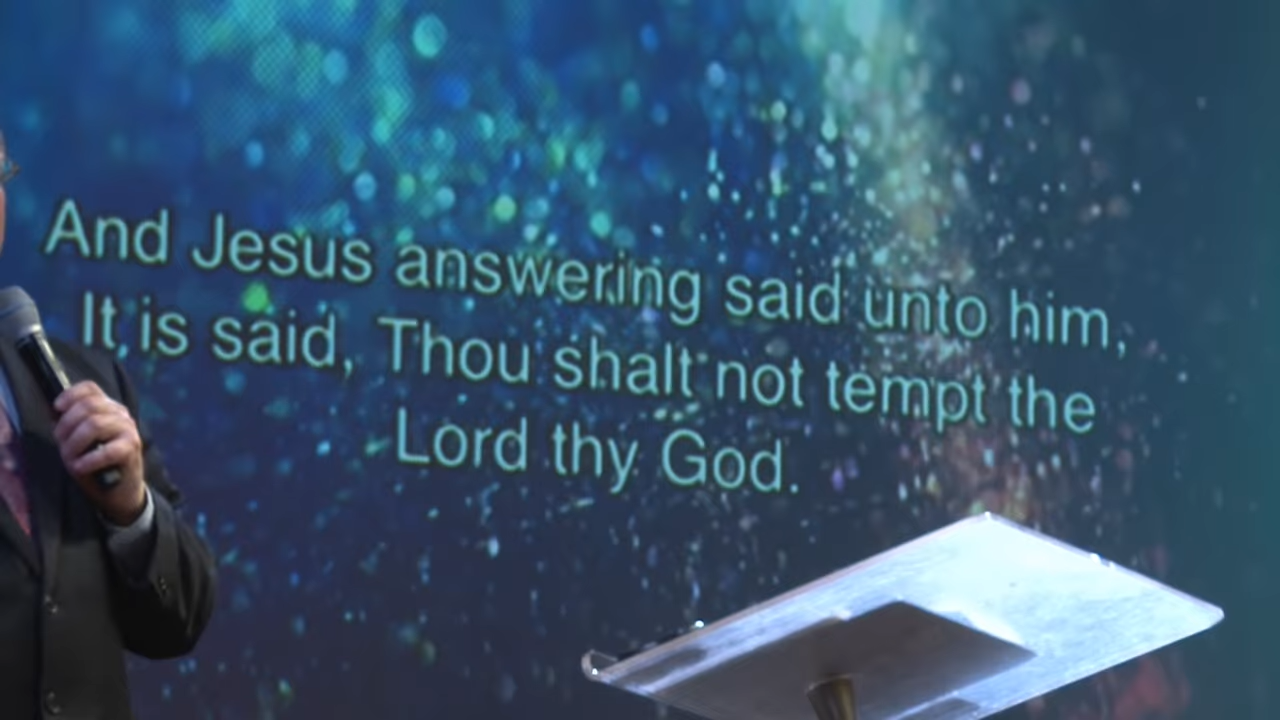 And Jesus answering said unto him,
It is said, Thou shalt not tempt the
Lord thy God.